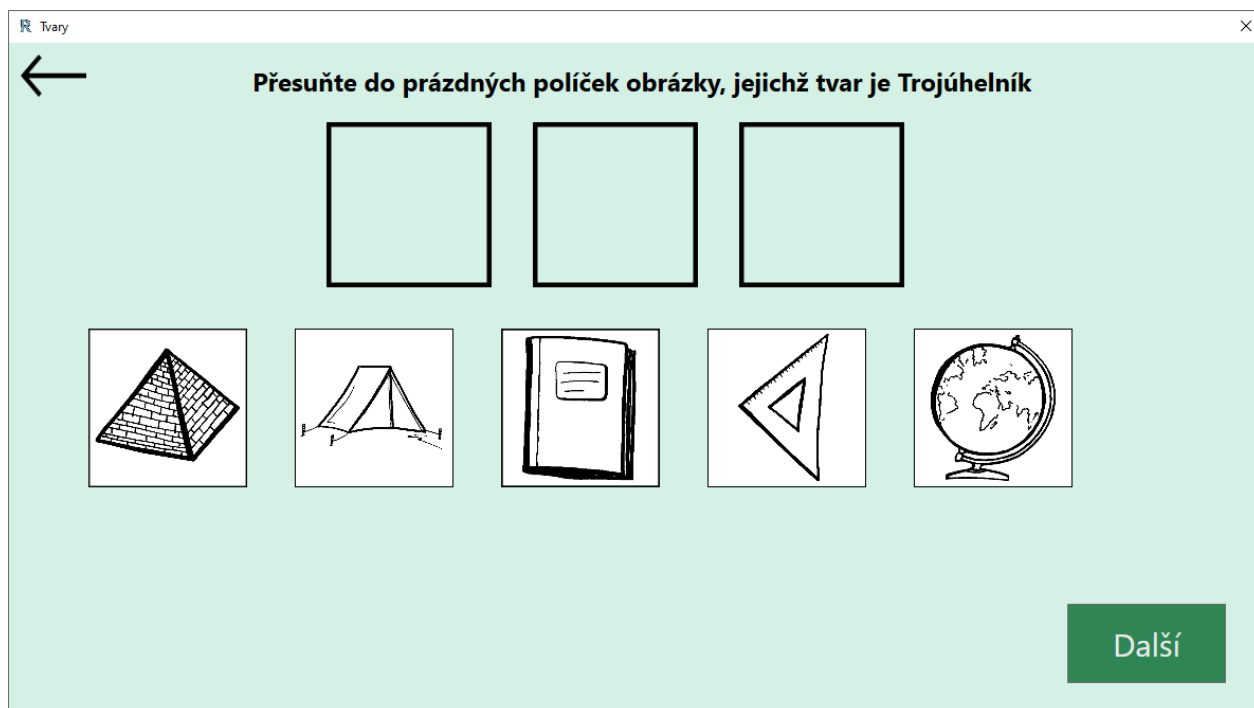 Tvary
Přesuňte do prázdných políček obrázky, jejichž tvar je Trojúhelník
Další